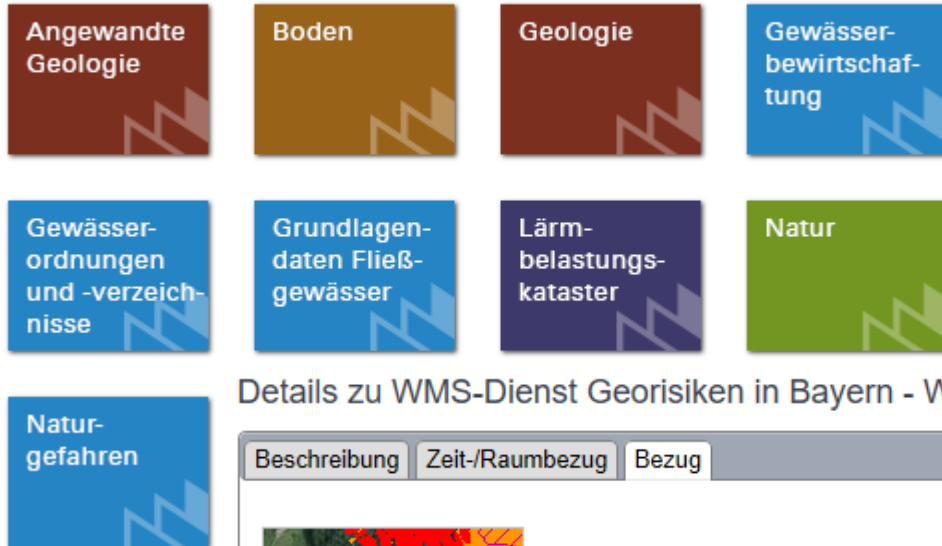 Angewandte
Geologie
Boden
Geologie
Gewässer-
bewirtschaf-
tung
Gewässer-
ordnungen
und -verzeich-
nisse
Grundlagen-
daten Fließ-
gewässer
Lärm-
belastungs-
kataster
Natur
Natur-
gefahren
Details zu WMS-Dienst Georisiken in Bayern -
Beschreibung Zeit-/Raumbezug Bezug